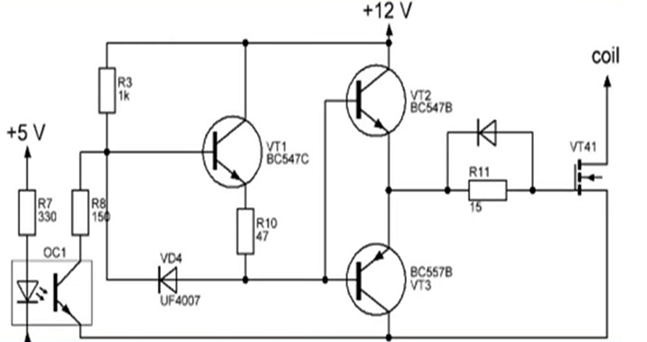 +12 V
coil
R3
1k
VT2
BC547B
+5 V
VT1
BC547C
VT41
R11
15
R7
330
R8
150
R10
47
OC1
VD4
UF4007
BC557B
VT3